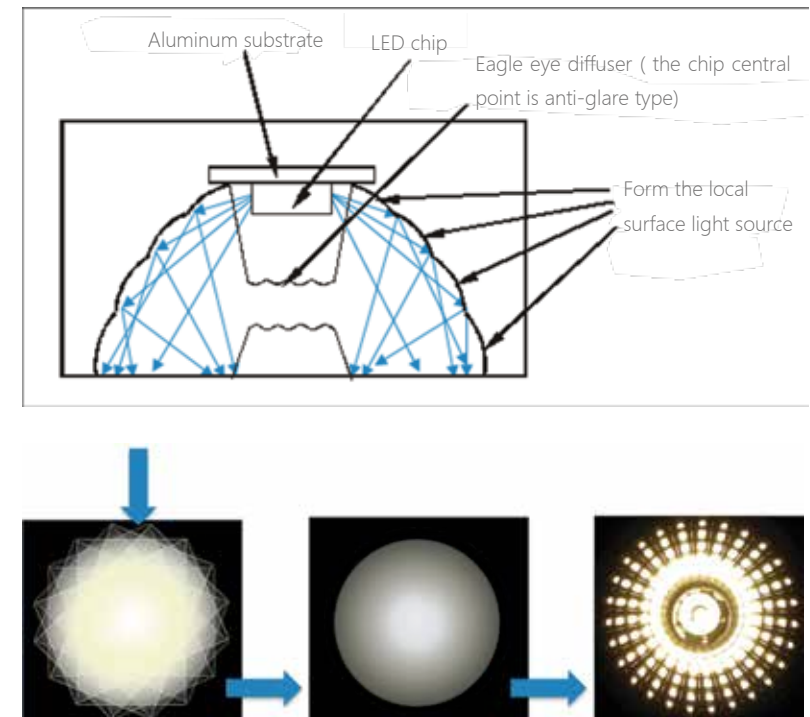 Aluminum substrate
LED chip
Eagle eye diffuser ( the chip central
point is anti-glare type)
Form the local
surface light source